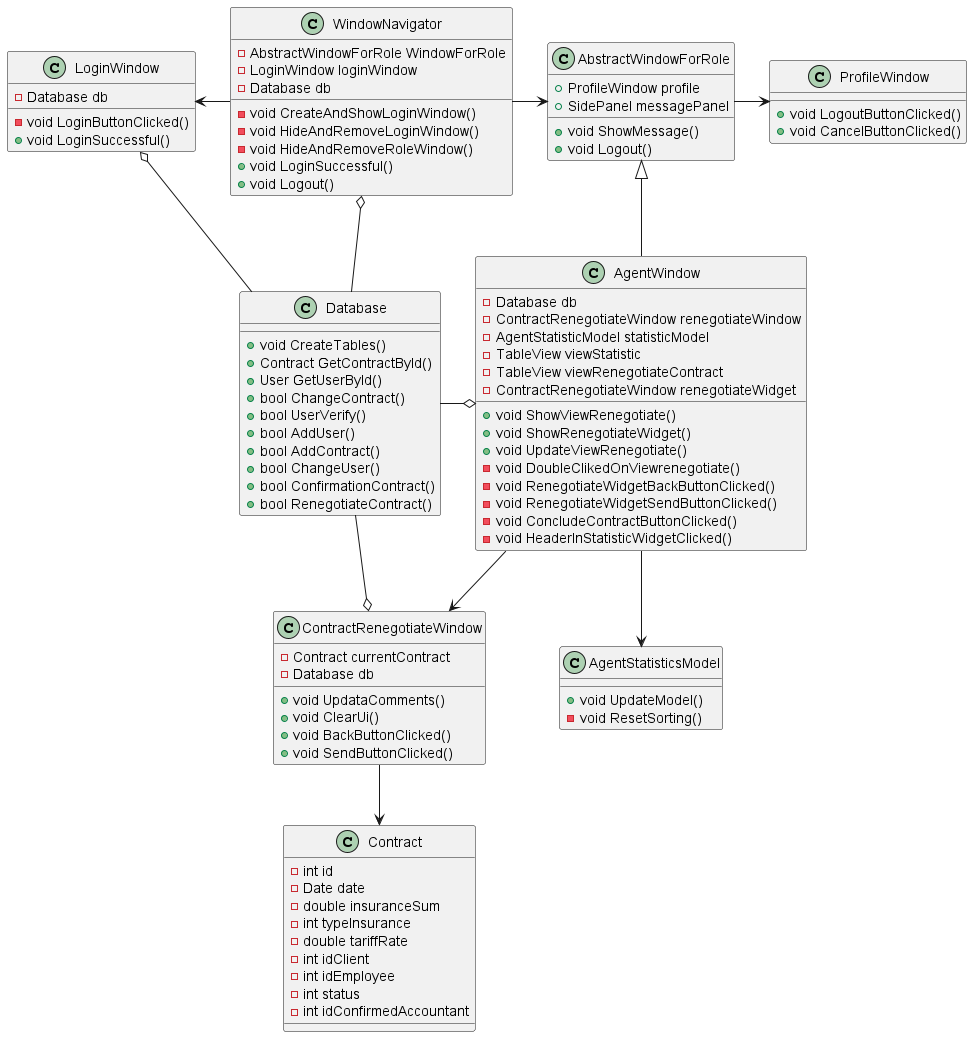 C LoginWindow
Database db
void LoginButtonClicked()
void LoginSuccessful()
C WindowNavigator
AbstractWindowForRole WindowForRole
LoginWindow loginWindow
Database db
void CreateAndShowLoginWindow()
void HideAndRemoveLoginWindow()
void HideAndRemoveRoleWindow()
void LoginSuccessful()
void Logout()
C AbstractWindowForRole
ProfileWindow profile
SidePanel messagePanel
void ShowMessage()
void Logout()
C ProfileWindow
void LogoutButtonClicked()
void CancelButtonClicked()
C Database
void CreateTables()
Contract GetContractById()
User GetUserById()
bool ChangeContract()
bool UserVerify()
bool AddUser()
bool AddContract()
bool ChangeUser()
bool ConfirmationContract()
bool RenegotiateContract()
C AgentWindow
Database db
ContractRenegotiateWindow renegotiateWindow
AgentStatisticModel statisticModel
TableView viewStatistic
TableView viewRenegotiateContract
ContractRenegotiateWindow renegotiateWidget
void ShowViewRenegotiate()
void ShowRenegotiateWidget()
void UpdateViewRenegotiate()
void DoubleClikedOnViewrenegotiate()
void RenegotiateWidgetBackButtonClicked()
void RenegotiateWidgetSendButtonClicked()
void ConcludeContractButtonClicked()
void HeaderInStatisticWidgetClicked()
C ContractRenegotiateWindow
Contract currentContract
Database db
void UpdataComments()
void ClearUi()
void BackButtonClicked()
void SendButtonClicked()
C AgentStatisticsModel
void UpdateModel()
void ResetSorting()
C Contract
int id
Date date
double insuranceSum
int typeInsurance
double tariffRate
int idClient
int idEmployee
int status
int idConfirmedAccountant